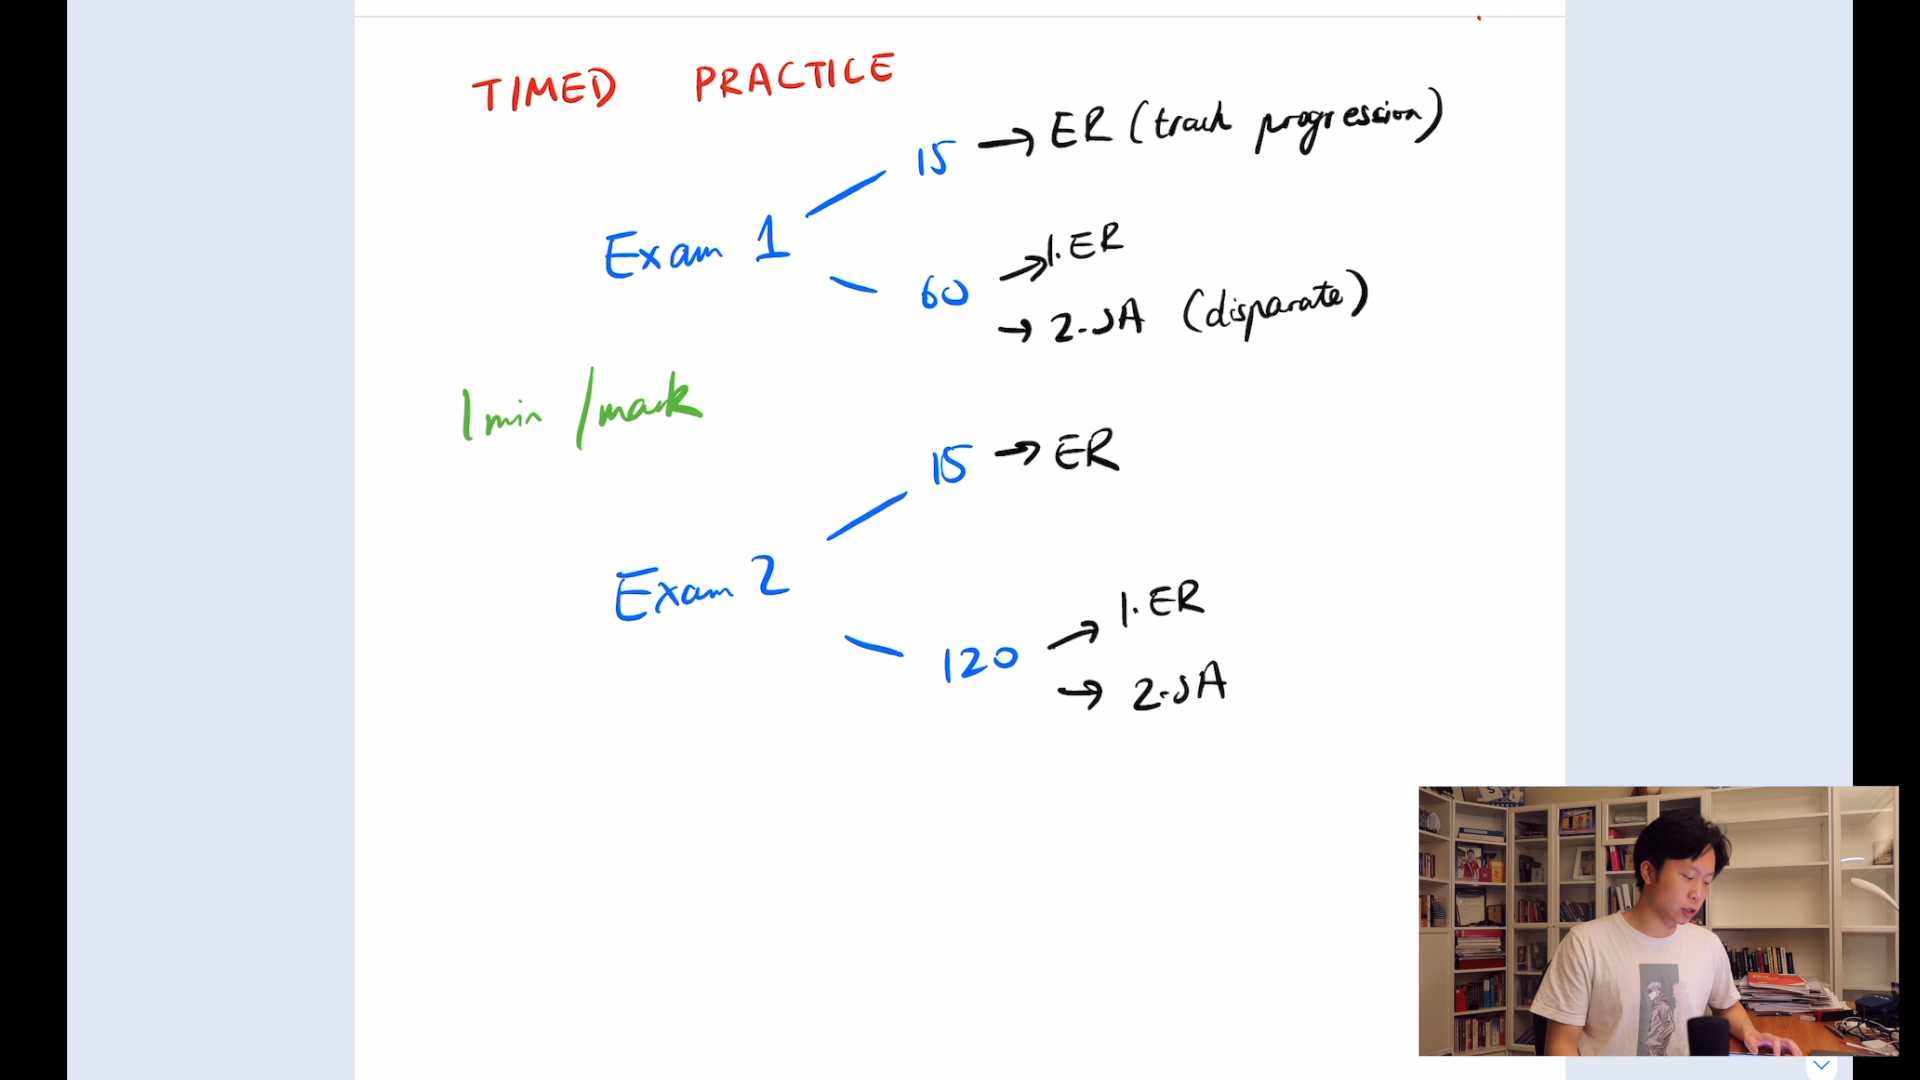 TIMED PRACTICE
15 → ER (track progression)
Exam 1
60 → 1. ER
→ 2. SA (disparate)
1 min /mark
15 → ER
Exam 2
120 → 1. ER
→ 2. SA